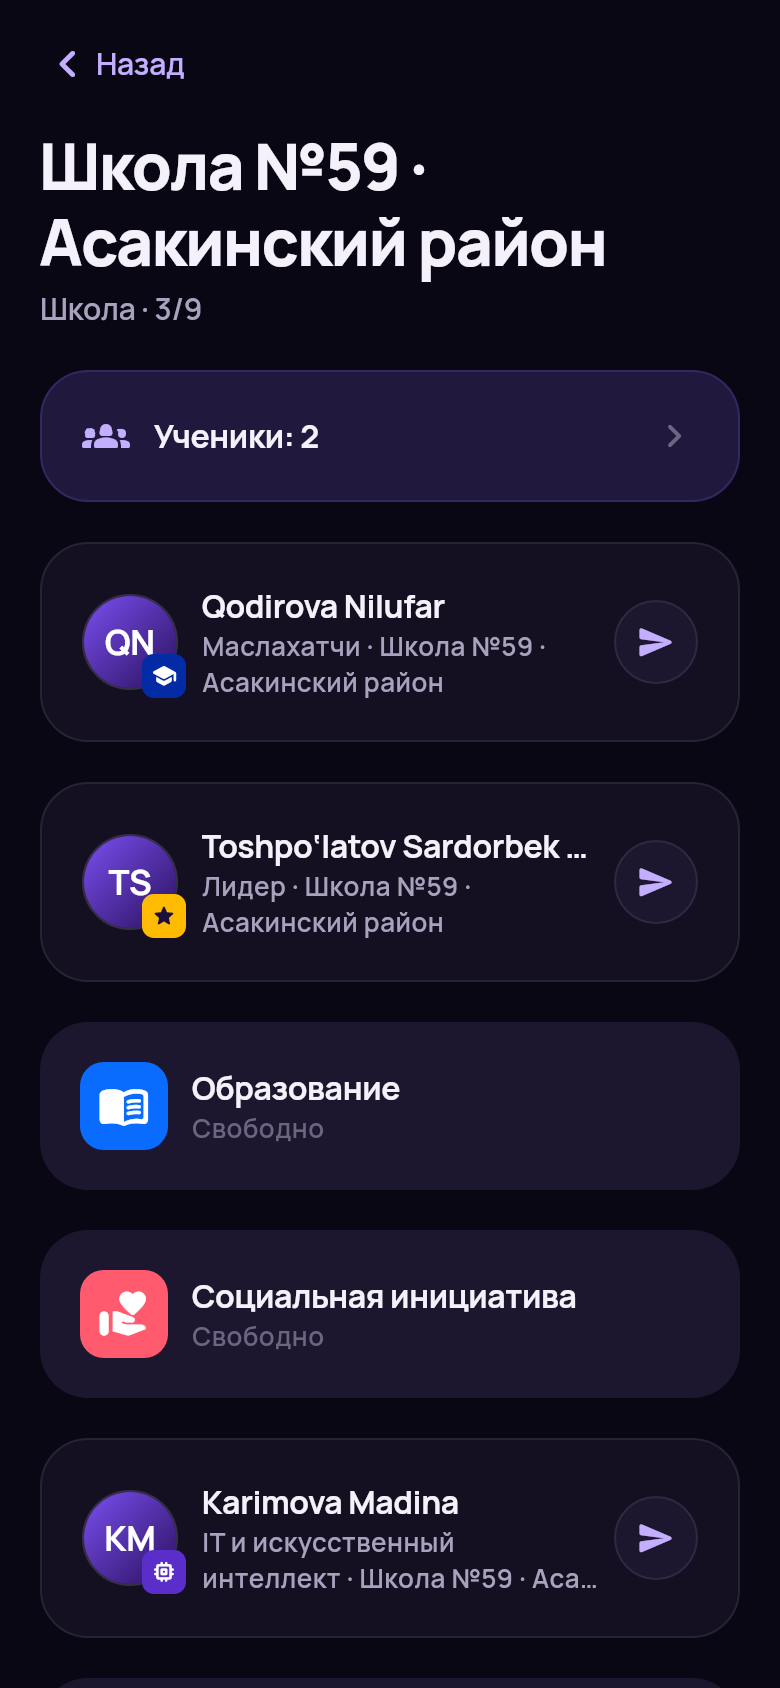 Назад
Школа №59 ·
Асакинский район
Школа · 3/9
Ученики: 2
QN
Qodirova Nilufar
Маслахатчи · Школа №59 ·
Асакинский район
TS
Toshpo‘latov Sardorbek ...
Лидер · Школа №59 ·
Асакинский район
Образование
Свободно
Социальная инициатива
Свободно
KM
Karimova Madina
IT и искусственный
интеллект · Школа №59 · Аса...